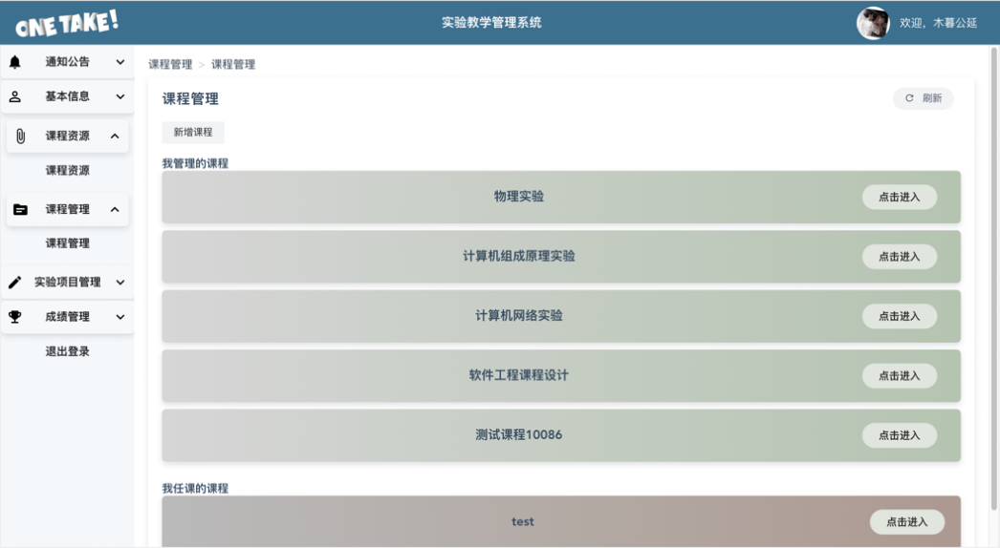 ONE TAKE!
实验教学管理系统
欢迎，木暮公延
通知公告
基本信息
课程资源
课程资源
课程管理
课程管理
实验项目管理
成绩管理
退出登录
课程管理 > 课程管理
课程管理
刷新
新增课程
我管理的课程
物理实验 点击进入
计算机组成原理实验 点击进入
计算机网络实验 点击进入
软件工程课程设计 点击进入
测试课程10086 点击进入
我任课的课程
test 点击进入